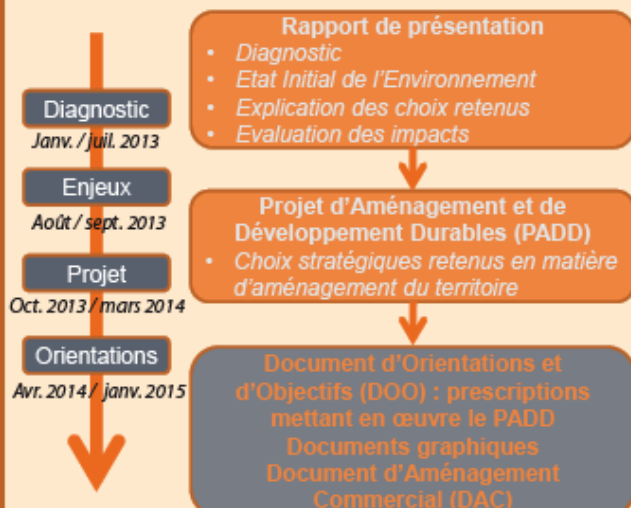 Diagnostic
Janv. / juil. 2013
Enjeux
Août / sept. 2013
Projet
Oct. 2013 / mars 2014
Orientations
Avr. 2014 / janv. 2015
Rapport de présentation
• Diagnostic
• Etat Initial de l'Environnement
• Explication des choix retenus
• Evaluation des impacts
Projet d'Aménagement et de
Développement Durables (PADD)
• Choix stratégiques retenus en matière
d'aménagement du territoire
Document d'Orientations et
d'Objectifs (DOO) : prescriptions
mettant en œuvre le PADD
Documents graphiques
Document d'Aménagement
Commercial (DAC)